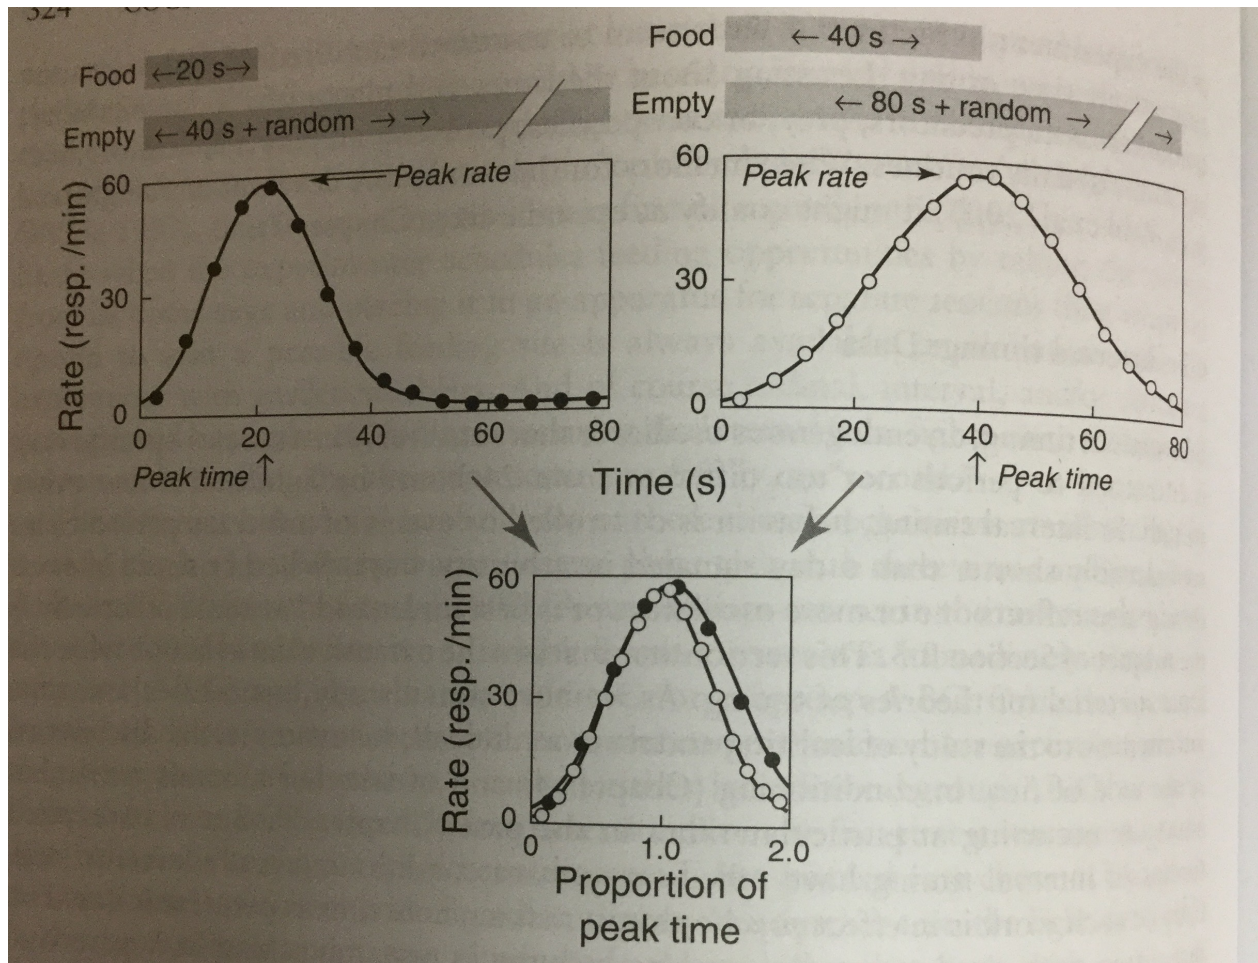 324
Food ←20 s→
Empty ← 40 s + random → →
Food ← 40 s →
Empty ← 80 s + random → →
Rate (resp. /min)
60
30
0
Peak rate
0 20 40 60 80
Peak time ↑
60
30
0
Peak rate
0 20 40 60 80
↑ Peak time
Time (s)
Rate (resp. /min)
60
30
0
0 1.0 2.0
Proportion of
peak time